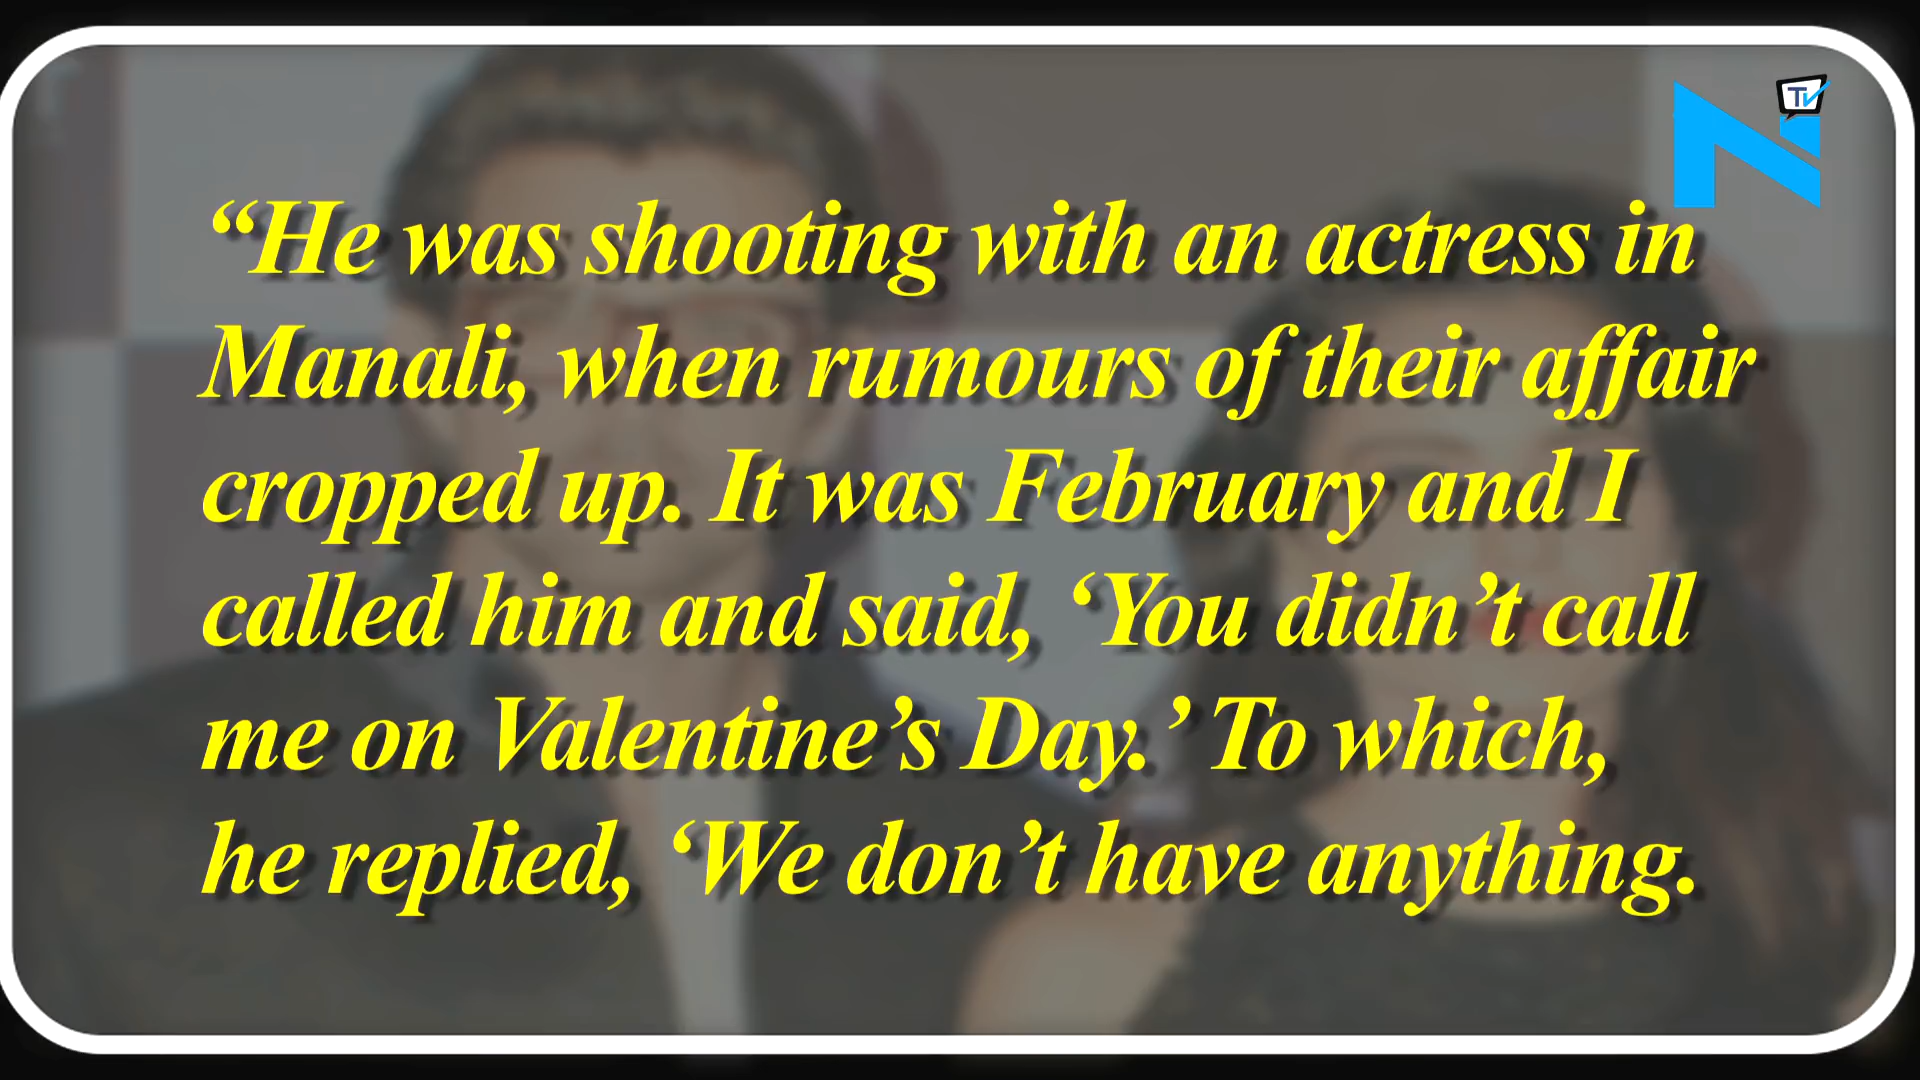 TV
“He was shooting with an actress in
Manali, when rumours of their affair
cropped up. It was February and I
called him and said, ‘You didn’t call
me on Valentine’s Day.’ To which,
he replied, ‘We don’t have anything.